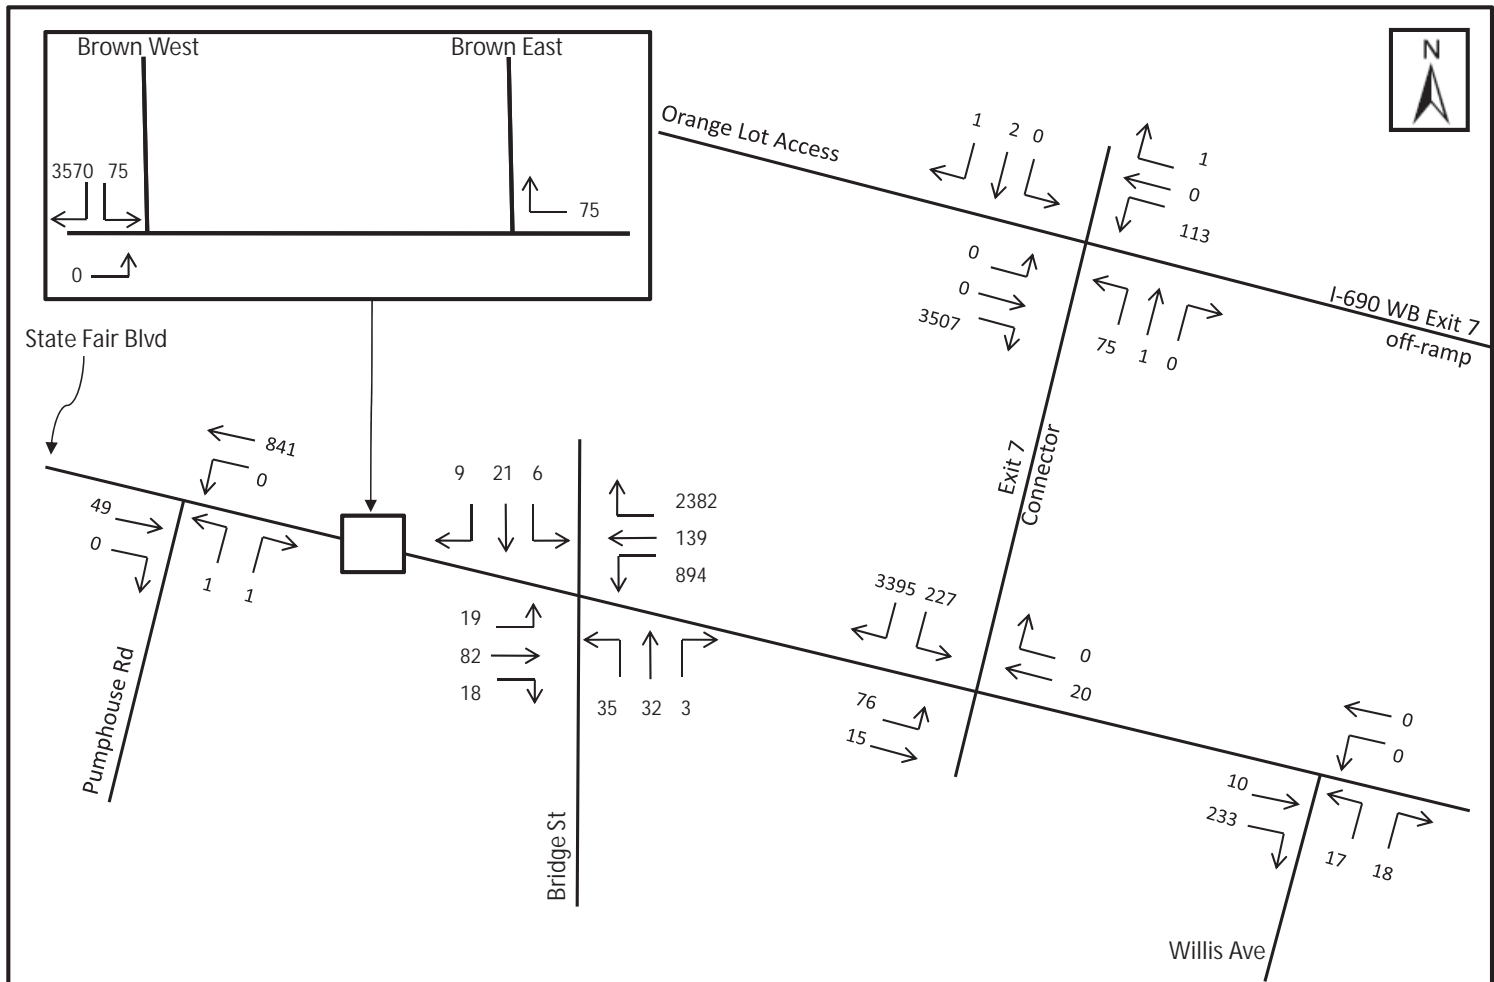 Brown West
Brown East
N
3570 75
75
0
Orange Lot Access
1 2 0
1
0
113
0
0
3507
75 1 0
I-690 WB Exit 7
off-ramp
State Fair Blvd
841
0
49
0
1 1
9 21 6
2382
139
894
19
82
18
35 32 3
Exit 7
Connector
3395 227
0
20
76
15
0
0
10
233
17 18
Pumphouse Rd
Bridge St
Willis Ave